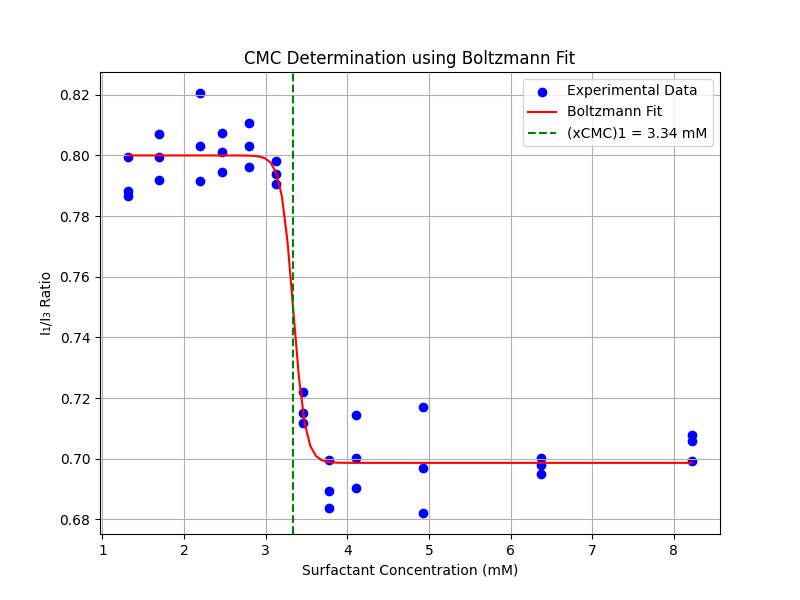 CMC Determination using Boltzmann Fit
Experimental Data
Boltzmann Fit
(xCMC)1 = 3.34 mM
I₁/I₃ Ratio
0.82
0.80
0.78
0.76
0.74
0.72
0.70
0.68
1 2 3 4 5 6 7 8
Surfactant Concentration (mM)